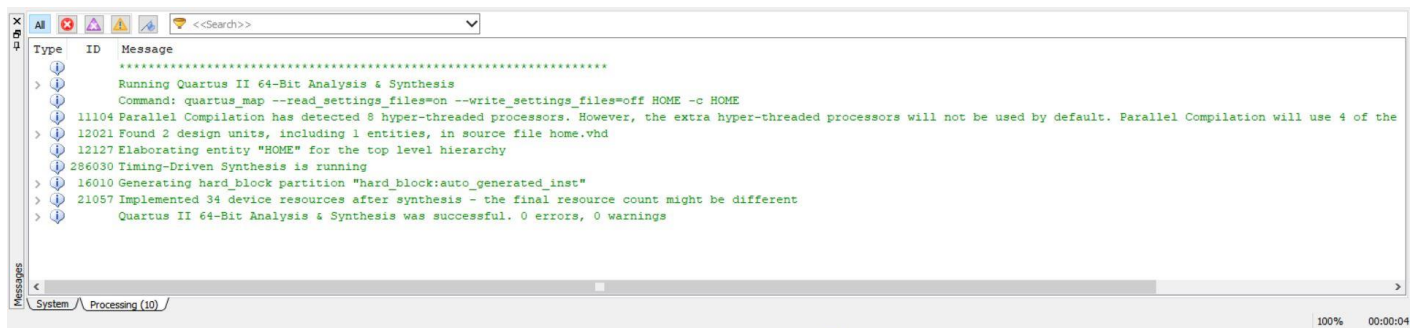 All <<Search>>
Type ID Message
********************************************************************
Running Quartus II 64-Bit Analysis & Synthesis
Command: quartus_map --read_settings_files=on --write_settings_files=off HOME -c HOME
11104 Parallel Compilation has detected 8 hyper-threaded processors. However, the extra hyper-threaded processors will not be used by default. Parallel Compilation will use 4 of the
12021 Found 2 design units, including 1 entities, in source file home.vhd
12127 Elaborating entity "HOME" for the top level hierarchy
286030 Timing-Driven Synthesis is running
16010 Generating hard_block partition "hard_block:auto_generated_inst"
21057 Implemented 34 device resources after synthesis - the final resource count might be different
Quartus II 64-Bit Analysis & Synthesis was successful. 0 errors, 0 warnings
Messages
System Processing (10)
100% 00:00:04